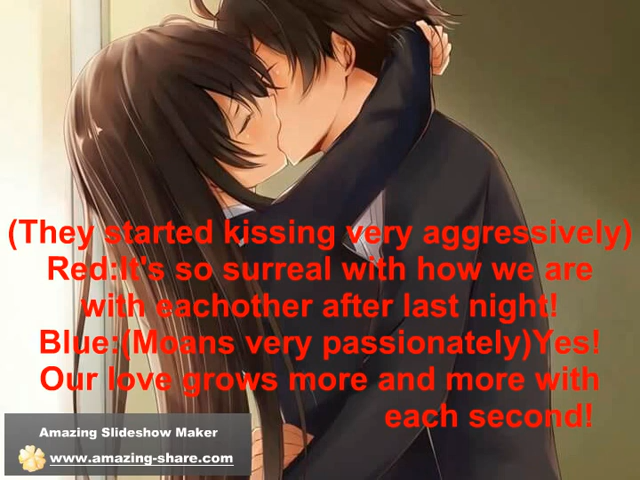 (They started kissing very aggressively)
Red:It's so surreal with how we are
with eachother after last night!
Blue:(Moans very passionately)Yes!
Our love grows more and more with
each second!
Amazing Slideshow Maker
www.amazing-share.com